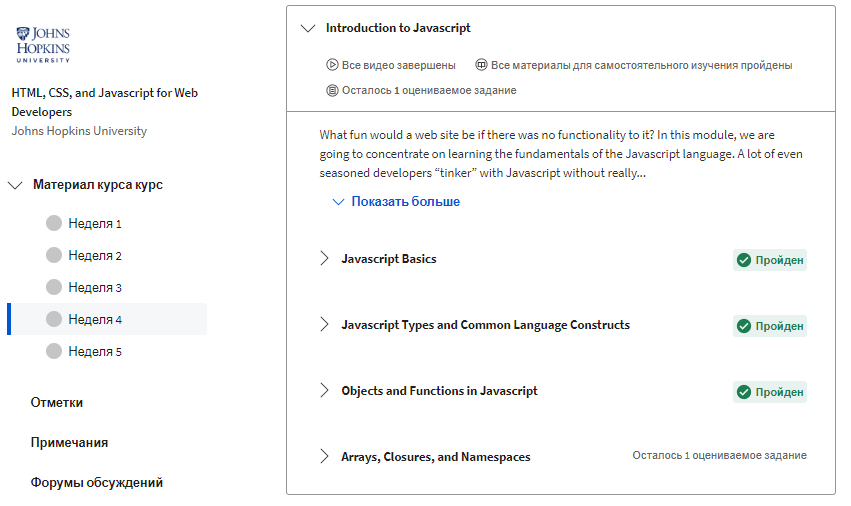 JOHNS
HOPKINS
UNIVERSITY
HTML, CSS, and Javascript for Web
Developers
Johns Hopkins University
Материал курса курс
Неделя 1
Неделя 2
Неделя 3
Неделя 4
Неделя 5
Отметки
Примечания
Форумы обсуждений
Introduction to Javascript
Все видео завершены
Все материалы для самостоятельного изучения пройдены
Осталось 1 оцениваемое задание
What fun would a web site be if there was no functionality to it? In this module, we are
going to concentrate on learning the fundamentals of the Javascript language. A lot of even
seasoned developers “tinker” with Javascript without really...
Показать больше
Javascript Basics
Пройден
Javascript Types and Common Language Constructs
Пройден
Objects and Functions in Javascript
Пройден
Arrays, Closures, and Namespaces
Осталось 1 оцениваемое задание